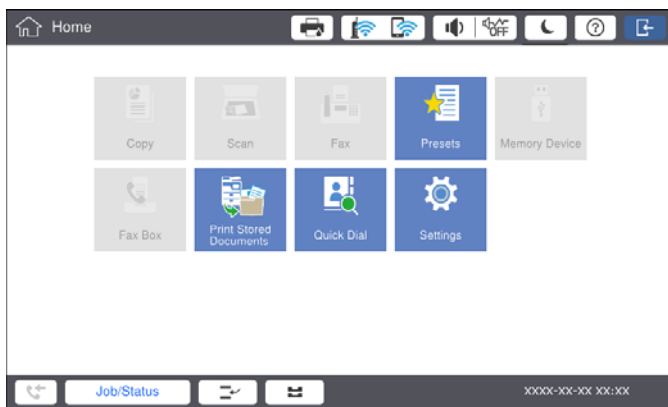 Home
OFF
Copy
Scan
Fax
Presets
Memory Device
Fax Box
Print Stored
Documents
Quick Dial
Settings
Job/Status
XXXX-XX-XX XX:XX